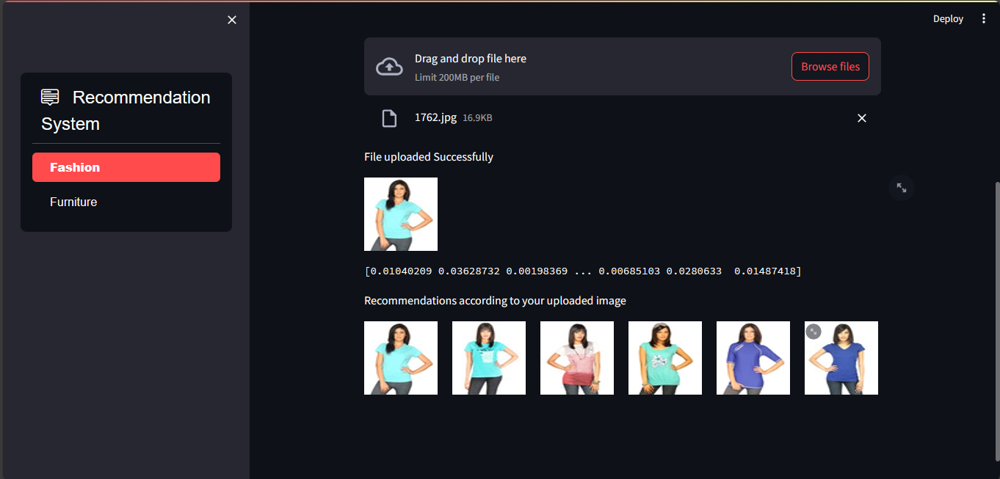 Deploy
Recommendation
System
Fashion
Furniture
Drag and drop file here
Limit 200MB per file
Browse files
1762.jpg 16.9KB
File uploaded Successfully
[0.01040209 0.03628732 0.00198369 ... 0.00685103 0.0280633  0.01487418]
Recommendations according to your uploaded image